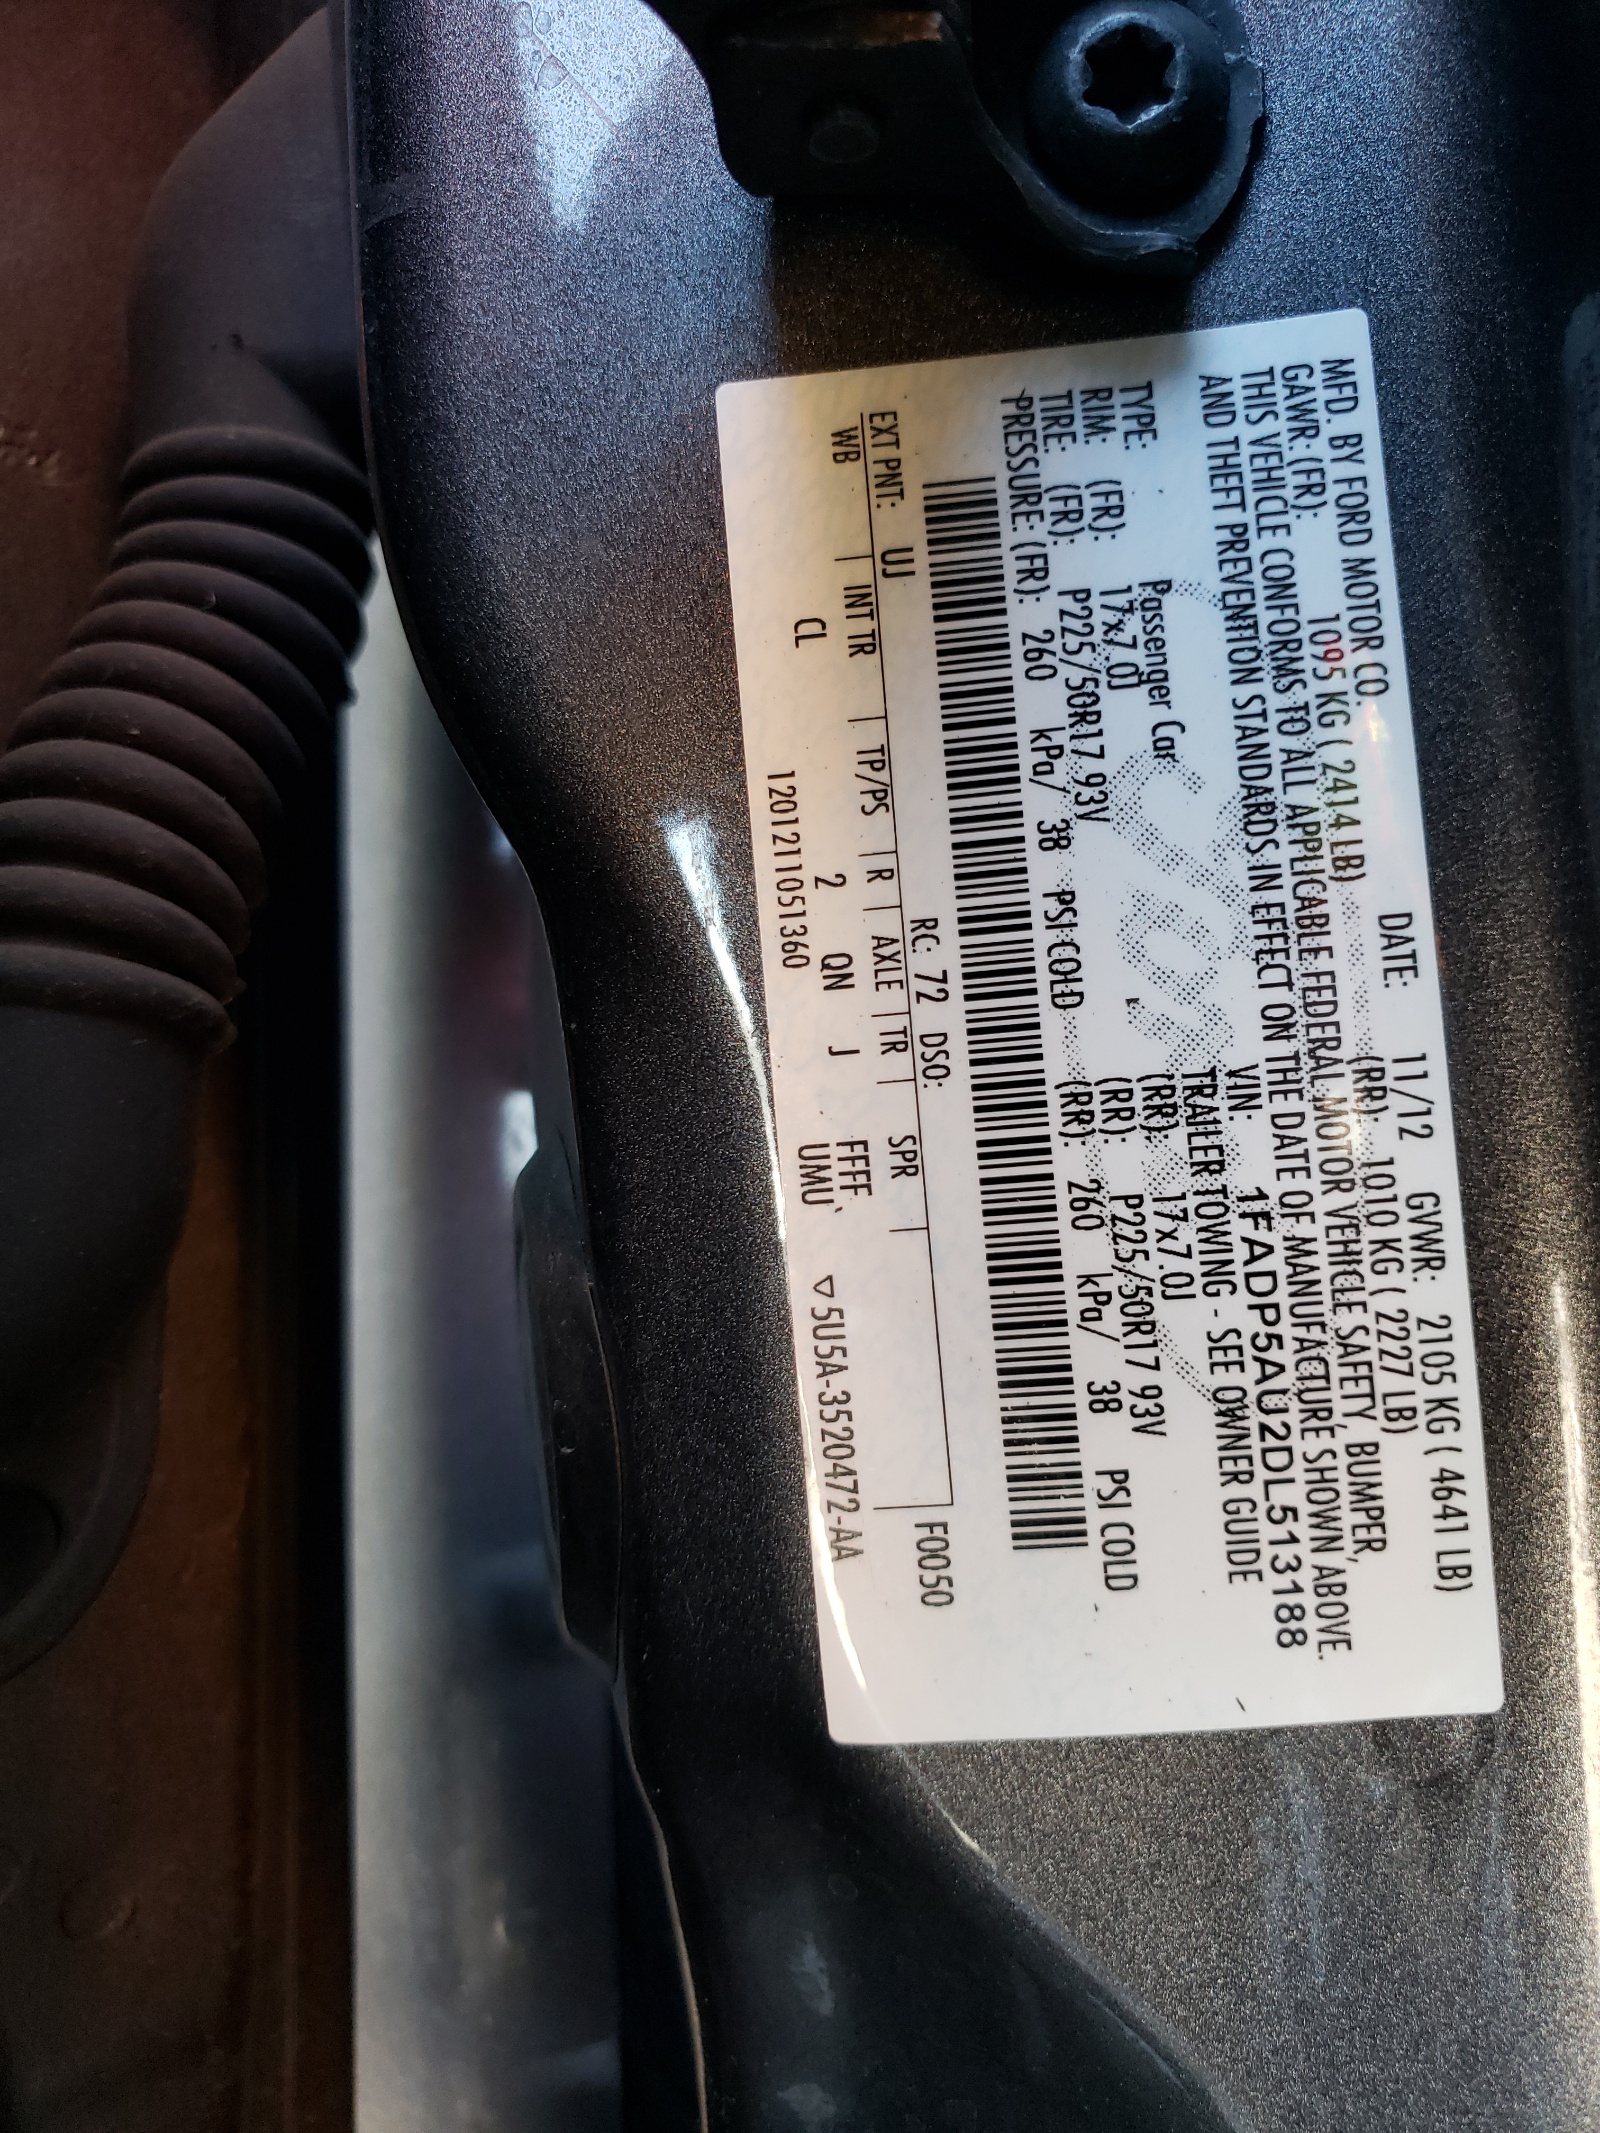 MFD. BY FORD MOTOR CO. DATE: 11/12 GVWR: 2105 KG ( 4641 LB)
GAWR: (FR): 1095 KG ( 2414 LB) (RR): 1010 KG ( 2227 LB)
THIS VEHICLE CONFORMS TO ALL APPLICABLE FEDERAL MOTOR VEHICLE SAFETY, BUMPER,
AND THEFT PREVENTION STANDARDS IN EFFECT ON THE DATE OF MANUFACTURE SHOWN ABOVE.
VIN: 1FADP5AU2DL513188
TYPE: Passenger Car TRAILER TOWING - SEE OWNER GUIDE
RIM: (FR): 17x7.0J (RR): 17x7.0J
TIRE: (FR): P225/50R17 93V (RR): P225/50R17 93V
PRESSURE: (FR): 260 kPa/ 38 PSI COLD (RR): 260 kPa/ 38 PSI COLD
EXT PNT: UJ RC: 72 DSO: F0050
WB | INT TR | TP/PS | R | AXLE | TR | SPR |
CL 2 QN J FFFF
1201211051360 UMU ▽5U5A-3520472-AA